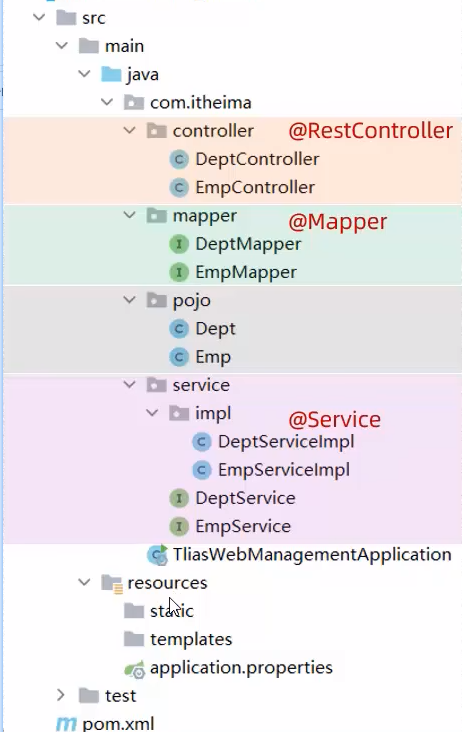 src
main
java
com.itheima
controller @RestController
DeptController
EmpController
mapper @Mapper
DeptMapper
EmpMapper
pojo
Dept
Emp
service
impl @Service
DeptServiceImpl
EmpServiceImpl
DeptService
EmpService
TliasWebManagementApplication
resources
static
templates
application.properties
test
pom.xml